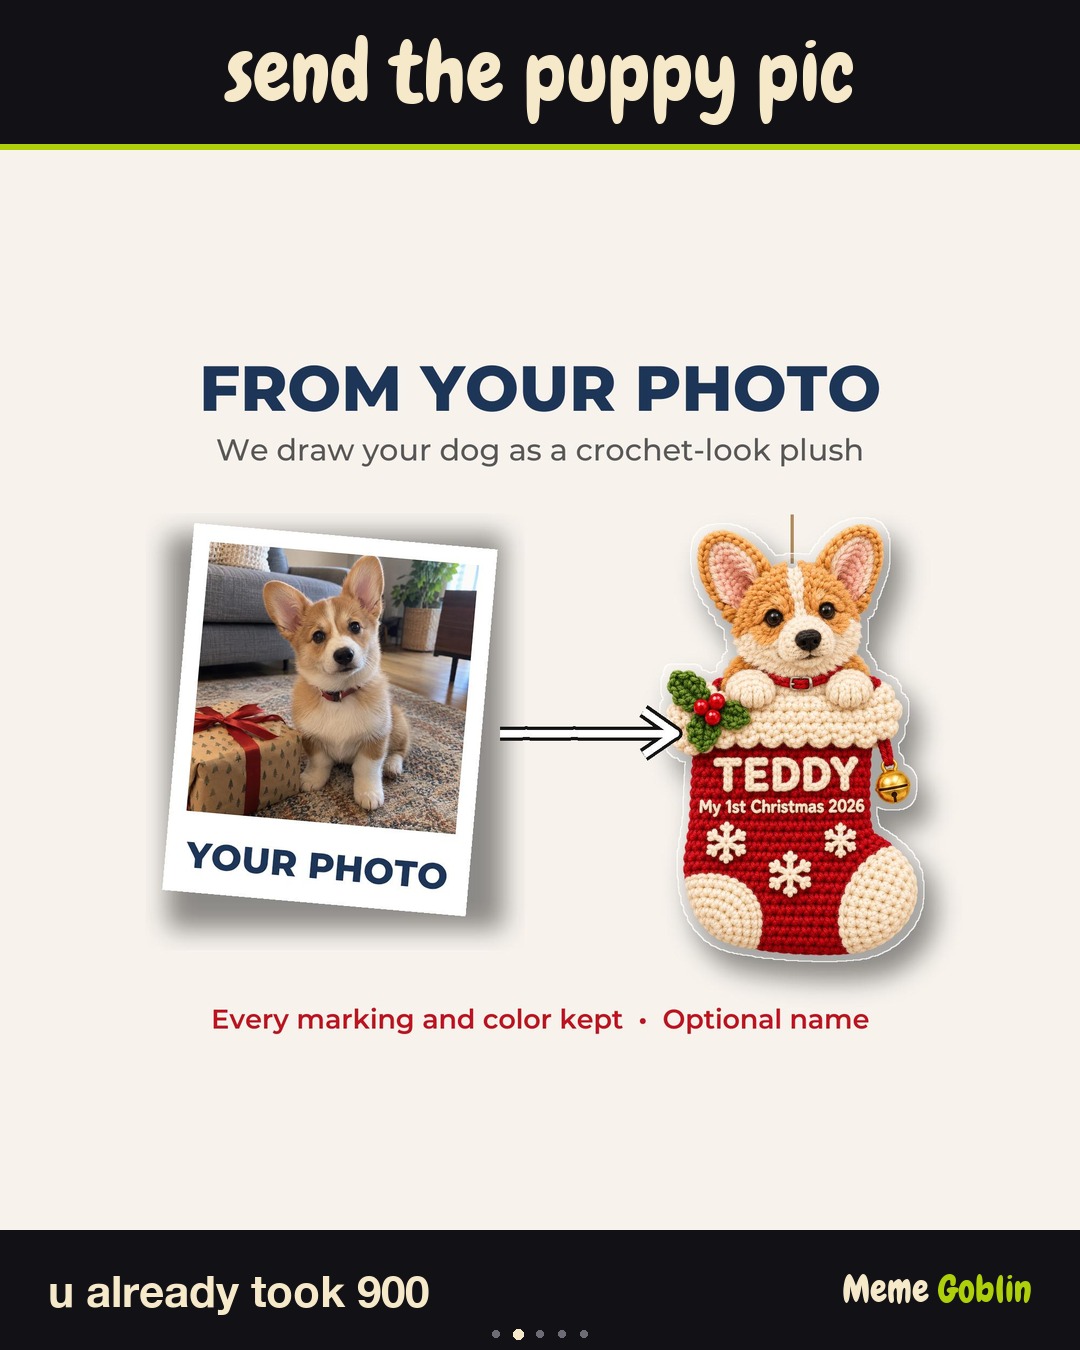 send the puppy pic
FROM YOUR PHOTO
We draw your dog as a crochet-look plush
YOUR PHOTO
TEDDY
My 1st Christmas 2026
Every marking and color kept • Optional name
u already took 900
Meme Goblin